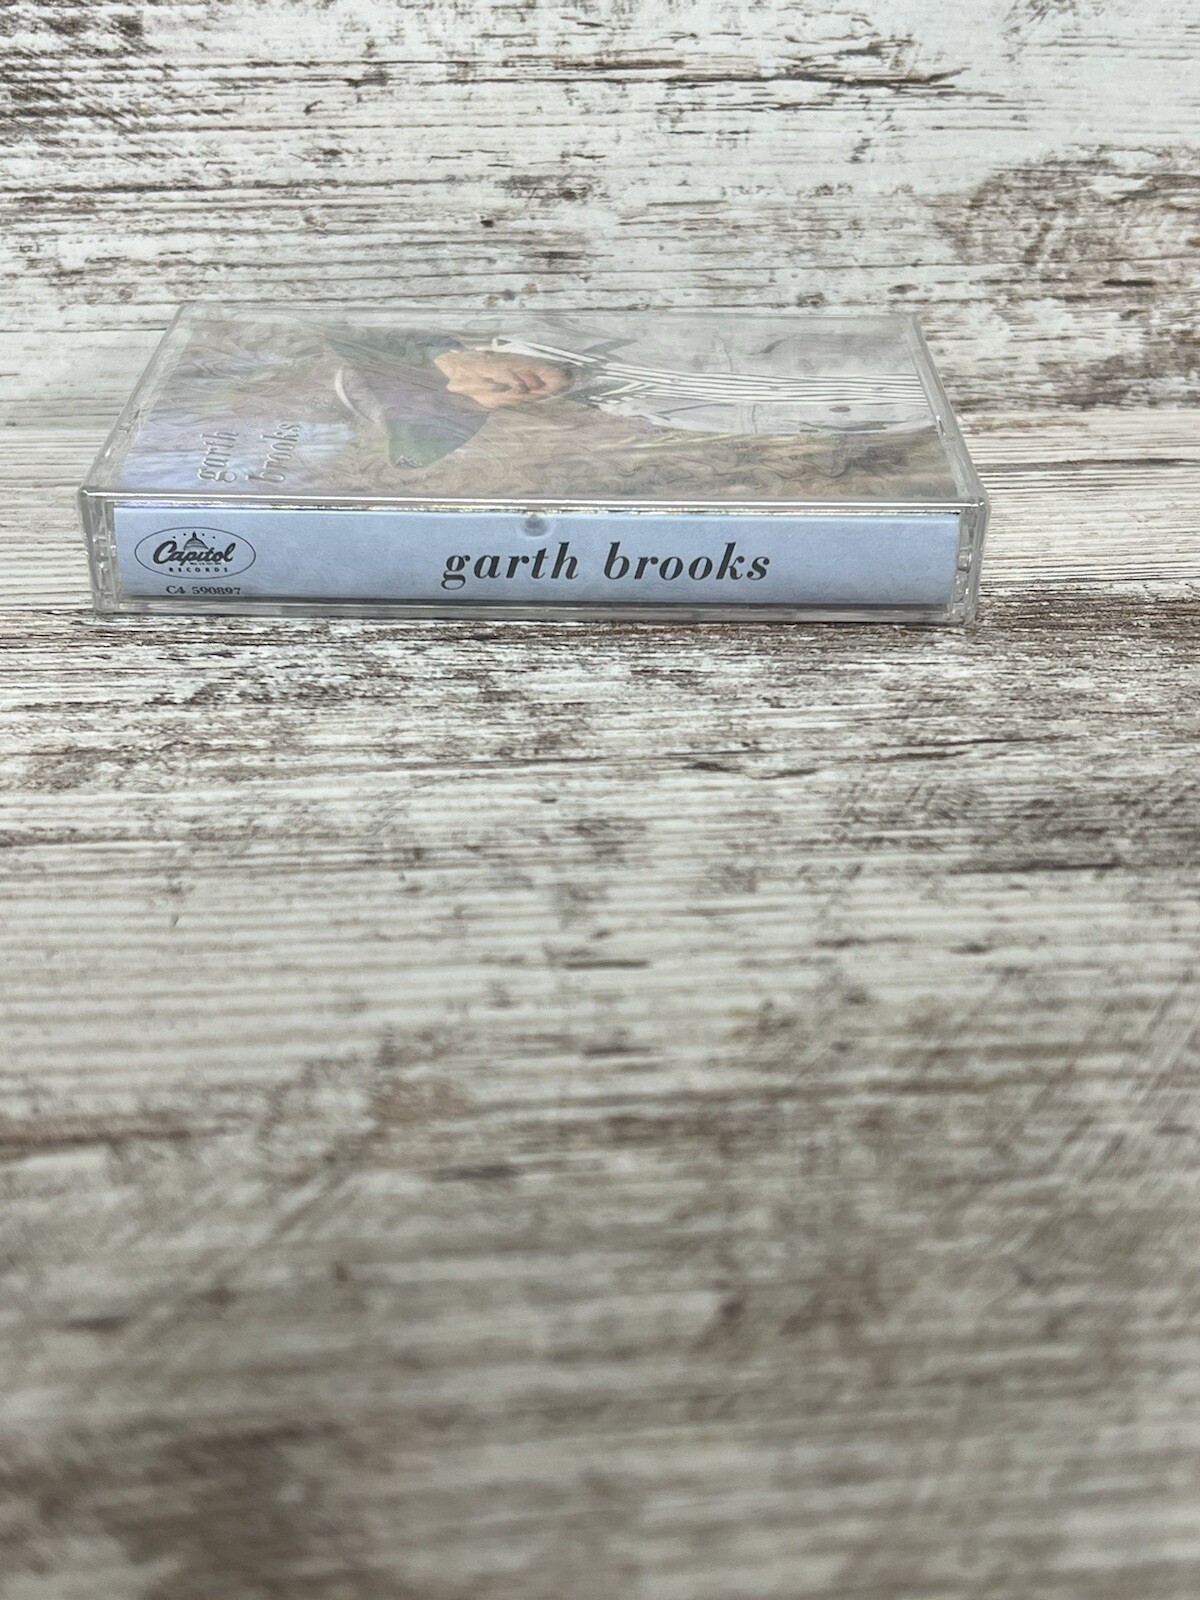 garth
brooks
Capitol
RECORDS
C4 590897
garth brooks